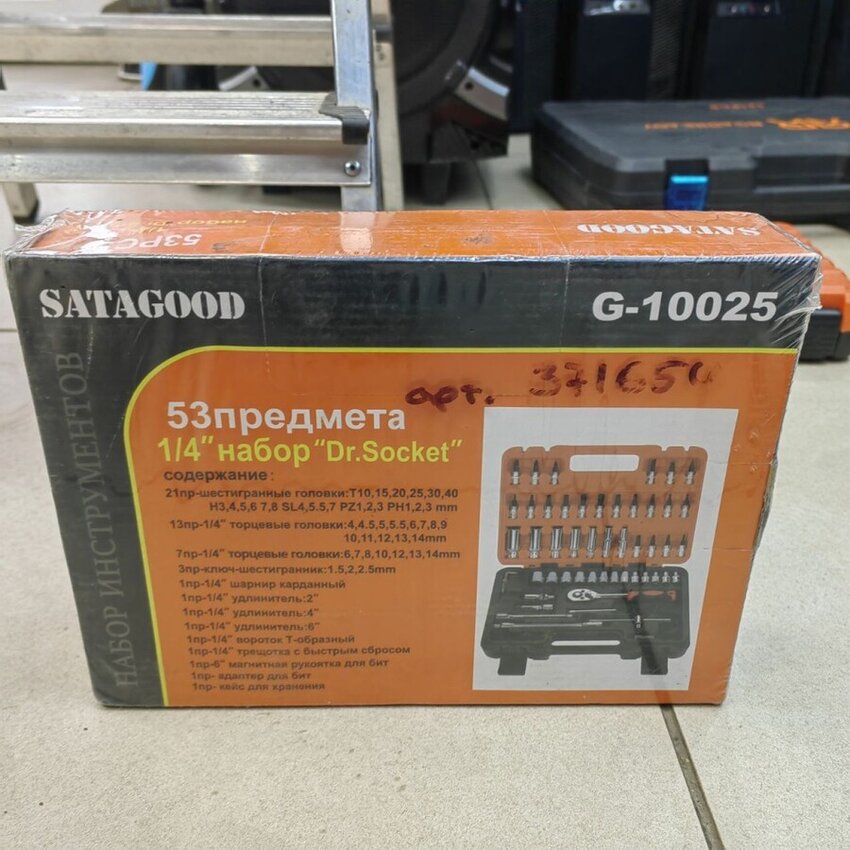 53PC
1/4" набор
SATAGOOD
SATAGOOD
G-10025
НАБОР ИНСТРУМЕНТОВ
арт. 371654
53предмета
1/4″набор "Dr.Socket"
содержание:
21пр-шестигранные головки:T10,15,20,25,30,40
H3,4,5,6 7,8 SL4,5.5,7 PZ1,2,3 PH1,2,3 mm
13пр-1/4″ торцевые головки:4,4.5,5,5.5,6,7,8,9
10,11,12,13,14mm
7пр-1/4″ торцевые головки:6,7,8,10,12,13,14mm
3пр-ключ-шестигранник:1.5,2,2.5mm
1пр-1/4″ шарнир карданный
1пр-1/4″ удлинитель:2″
1пр-1/4″ удлинитель:4″
1пр-1/4″ удлинитель:6″
1пр-1/4″ вороток Т-образный
1пр-1/4″ трещотка с быстрым сбросом
1пр-6″ магнитная рукоятка для бит
1пр- адаптер для бит
1пр- кейс для хранения